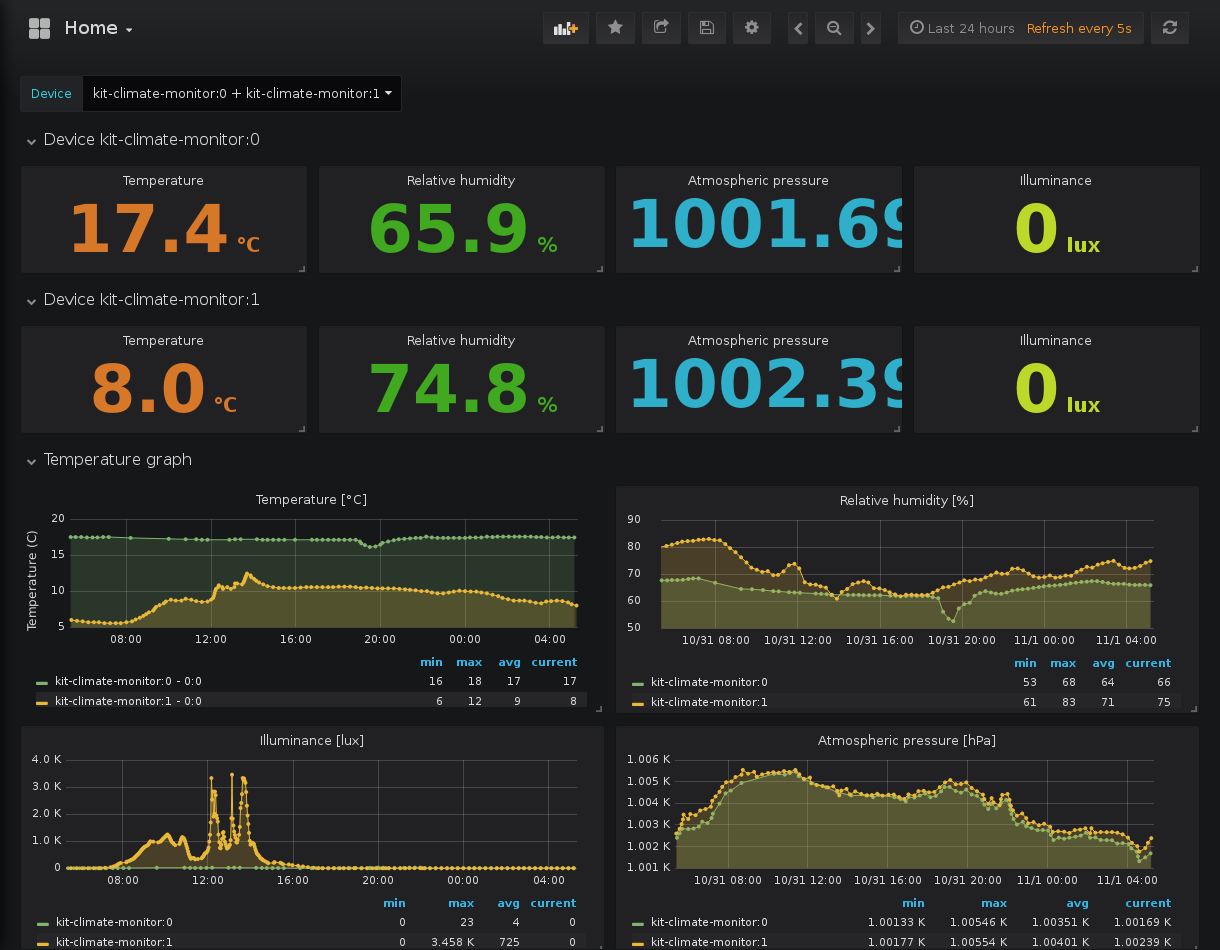 Home
Last 24 hours Refresh every 5s
Device kit-climate-monitor:0 + kit-climate-monitor:1
Device kit-climate-monitor:0
Temperature Relative humidity Atmospheric pressure Illuminance
17.4 °C 65.9 % 1001.69 0 lux
Device kit-climate-monitor:1
Temperature Relative humidity Atmospheric pressure Illuminance
8.0 °C 74.8 % 1002.39 0 lux
Temperature graph
Temperature [°C]
Temperature (C)
20
15
10
5
08:00 12:00 16:00 20:00 00:00 04:00
min max avg current
kit-climate-monitor:0 - 0:0 16 18 17 17
kit-climate-monitor:1 - 0:0 6 12 9 8
Relative humidity [%]
90
80
70
60
50
10/31 08:00 10/31 12:00 10/31 16:00 10/31 20:00 11/1 00:00 11/1 04:00
min max avg current
kit-climate-monitor:0 53 68 64 66
kit-climate-monitor:1 61 83 71 75
Illuminance [lux]
4.0 K
3.0 K
2.0 K
1.0 K
0
08:00 12:00 16:00 20:00 00:00 04:00
min max avg current
kit-climate-monitor:0 0 23 4 0
kit-climate-monitor:1 0 3.458 K 725 0
Atmospheric pressure [hPa]
1.006 K
1.005 K
1.004 K
1.003 K
1.002 K
1.001 K
10/31 08:00 10/31 12:00 10/31 16:00 10/31 20:00 11/1 00:00 11/1 04:00
min max avg current
kit-climate-monitor:0 1.00133 K 1.00546 K 1.00351 K 1.00169 K
kit-climate-monitor:1 1.00177 K 1.00554 K 1.00401 K 1.00239 K